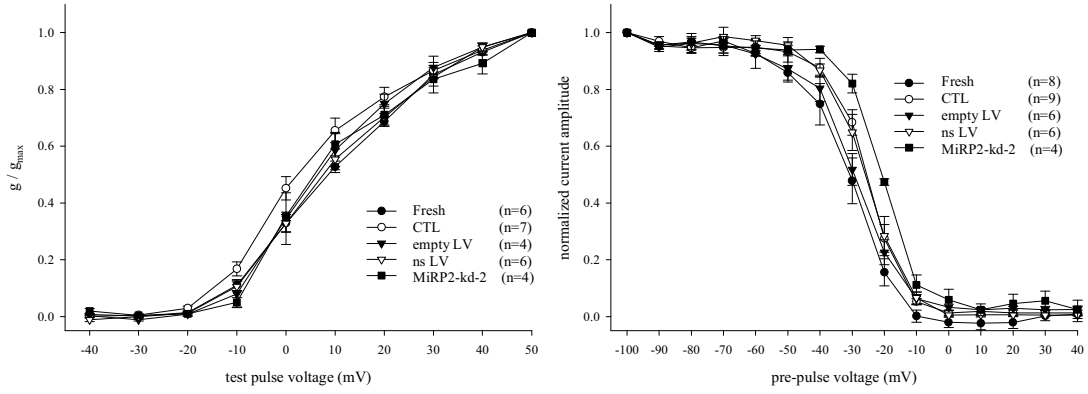 1.0
0.8
0.6
0.4
0.2
0.0
g / gmax
-40 -30 -20 -10 0 10 20 30 40 50
test pulse voltage (mV)
Fresh (n=6)
CTL (n=7)
empty LV (n=4)
ns LV (n=6)
MiRP2-kd-2 (n=4)
1.0
0.8
0.6
0.4
0.2
0.0
normalized current amplitude
-100 -90 -80 -70 -60 -50 -40 -30 -20 -10 0 10 20 30 40
pre-pulse voltage (mV)
Fresh (n=8)
CTL (n=9)
empty LV (n=6)
ns LV (n=6)
MiRP2-kd-2 (n=4)